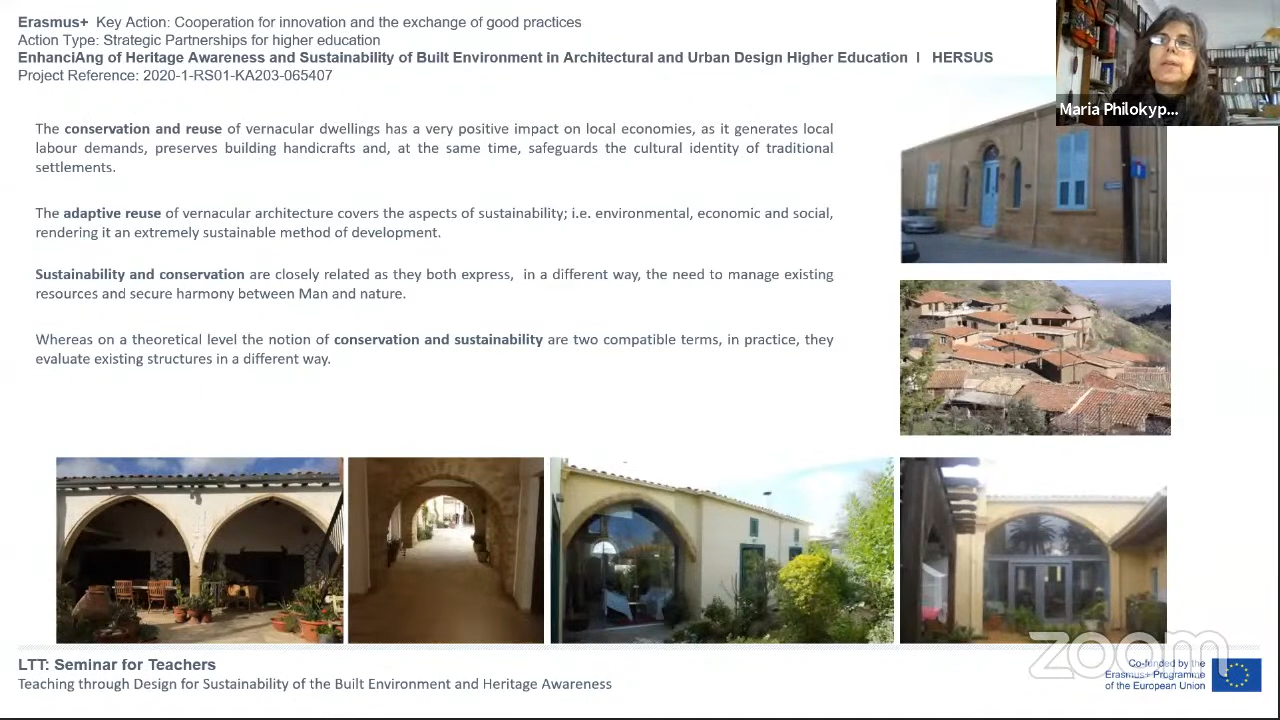 Erasmus+ Key Action: Cooperation for innovation and the exchange of good practices
Action Type: Strategic Partnerships for higher education
EnhanciAng of Heritage Awareness and Sustainability of Built Environment in Architectural and Urban Design Higher Education I HERSUS
Project Reference: 2020-1-RS01-KA203-065407
Maria Philokyp...
The conservation and reuse of vernacular dwellings has a very positive impact on local economies, as it generates local
labour demands, preserves building handicrafts and, at the same time, safeguards the cultural identity of traditional
settlements.
The adaptive reuse of vernacular architecture covers the aspects of sustainability; i.e. environmental, economic and social,
rendering it an extremely sustainable method of development.
Sustainability and conservation are closely related as they both express, in a different way, the need to manage existing
resources and secure harmony between Man and nature.
Whereas on a theoretical level the notion of conservation and sustainability are two compatible terms, in practice, they
evaluate existing structures in a different way.
LTT: Seminar for Teachers
Teaching through Design for Sustainability of the Built Environment and Heritage Awareness
zoom
Co-funded by the
Erasmus+ Programme
of the European Union